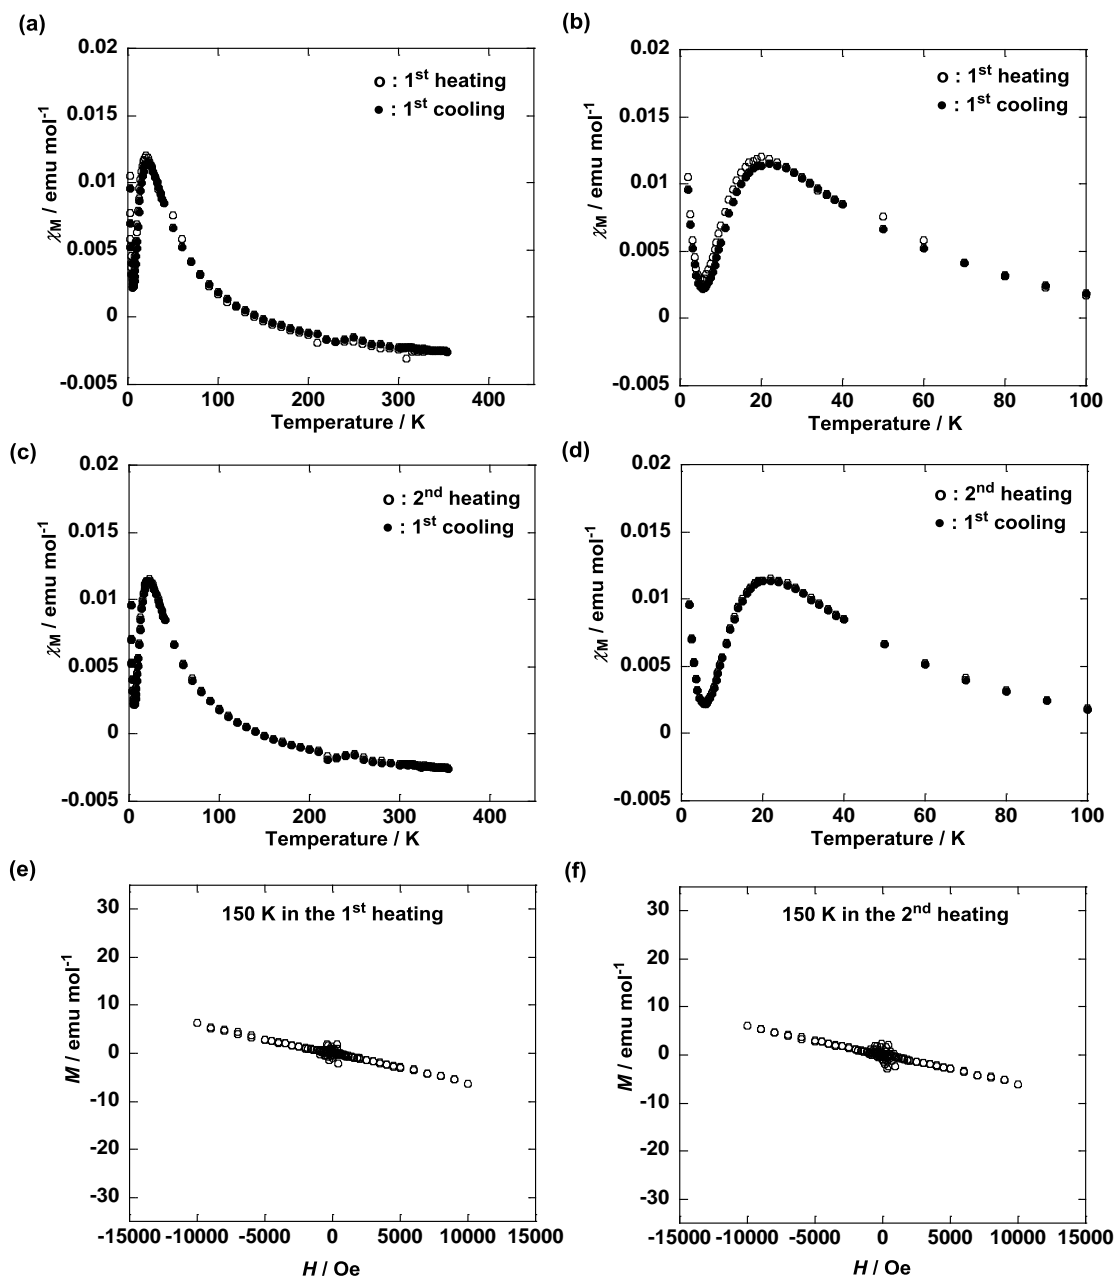 (a)
0.02
0.015
0.01
0.005
0
-0.005
χM / emu mol-1
○ : 1st heating
● : 1st cooling
0 100 200 300 400
Temperature / K
(b)
0.02
0.015
0.01
0.005
0
-0.005
χM / emu mol-1
○ : 1st heating
● : 1st cooling
0 20 40 60 80 100
Temperature / K
(c)
0.02
0.015
0.01
0.005
0
-0.005
χM / emu mol-1
○ : 2nd heating
● : 1st cooling
0 100 200 300 400
Temperature / K
(d)
0.02
0.015
0.01
0.005
0
-0.005
χM / emu mol-1
○ : 2nd heating
● : 1st cooling
0 20 40 60 80 100
Temperature / K
(e)
150 K in the 1st heating
30
20
10
0
-10
-20
-30
M / emu mol-1
-15000 -10000 -5000 0 5000 10000 15000
H / Oe
(f)
150 K in the 2nd heating
30
20
10
0
-10
-20
-30
M / emu mol-1
-15000 -10000 -5000 0 5000 10000 15000
H / Oe